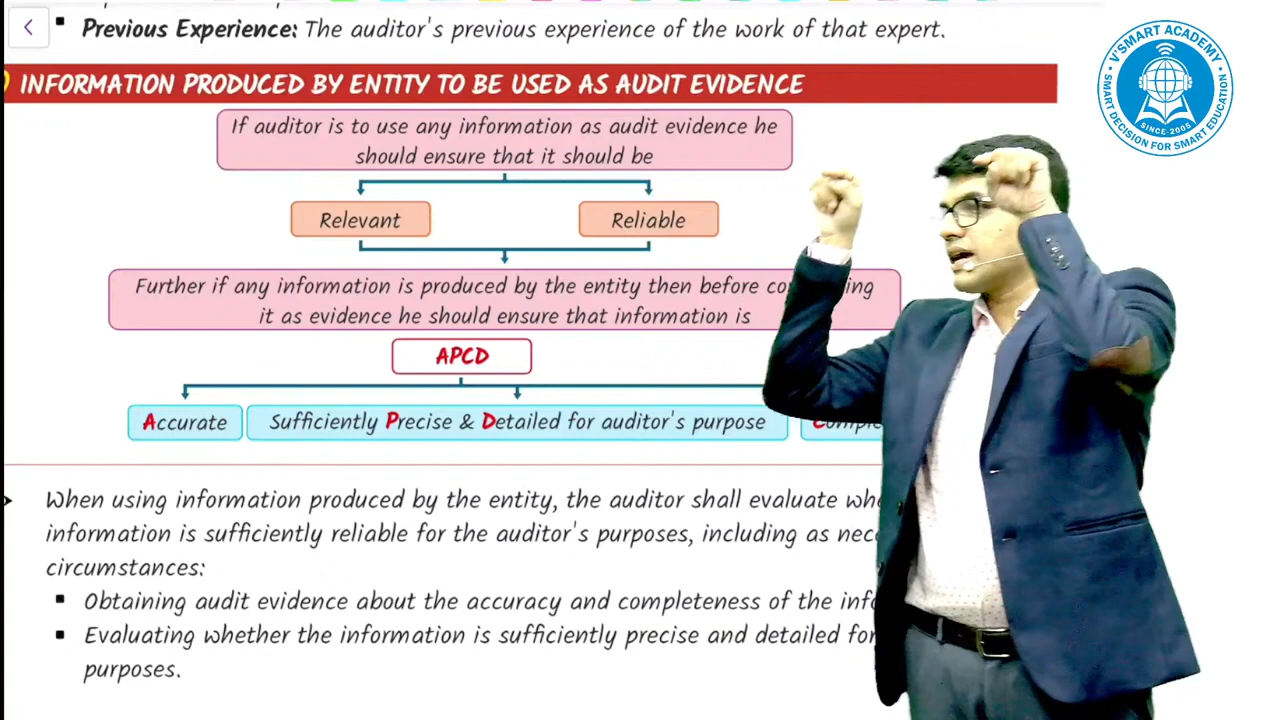 Previous Experience: The auditor's previous experience of the work of that expert.
INFORMATION PRODUCED BY ENTITY TO BE USED AS AUDIT EVIDENCE
If auditor is to use any information as audit evidence he
should ensure that it should be
Relevant
Reliable
Further if any information is produced by the entity then before
it as evidence he should ensure that information is
APCD
Accurate
Sufficiently Precise & Detailed for auditor's purpose
When using information produced by the entity, the auditor shall evaluate
information is sufficiently reliable for the auditor's purposes, including as
circumstances:
Obtaining audit evidence about the accuracy and completeness of the
Evaluating whether the information is sufficiently precise and detailed for
purposes.
V'SMART ACADEMY
SINCE-2005
SMART DECISION FOR SMART EDUCATION